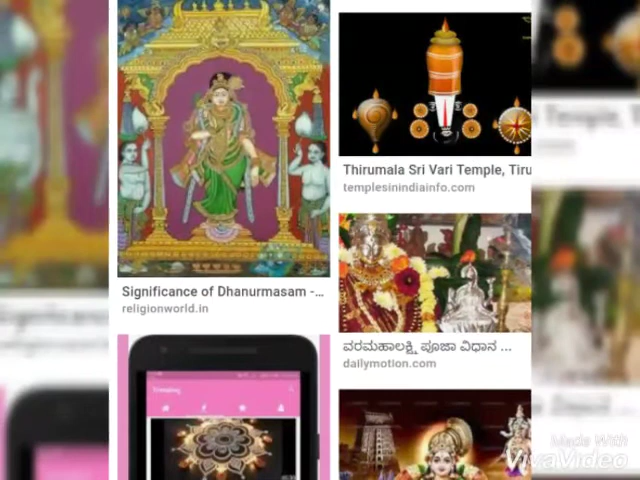 Thirumala Sri Vari Temple, Tiru
templesinindiainfo.com
Significance of Dhanurmasam -...
religionworld.in
ವರಮಹಾಲಕ್ಷ್ಮಿ ಪೂಜಾ ವಿಧಾನ ...
dailymotion.com
Trending
Made With
VivaVideo